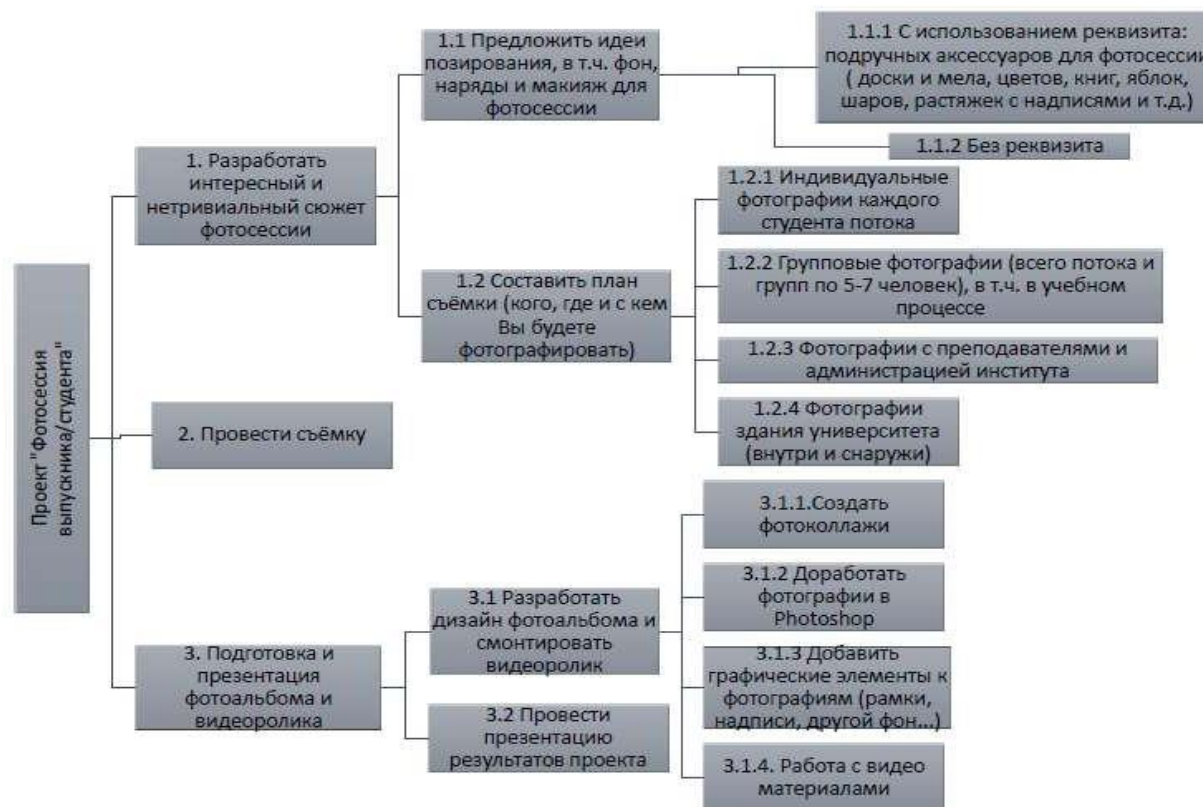 Проект "Фотосессия
выпускника/студента"
1. Разработать
интересный и
нетривиальный сюжет
фотосессии
1.1 Предложить идеи
позирования, в т.ч. фон,
наряды и макияж для
фотосессии
1.1.1 С использованием реквизита:
подручных аксессуаров для фотосессии
( доски и мела, цветов, книг, яблок,
шаров, растяжек с надписями и т.д.)
1.1.2 Без реквизита
1.2 Составить план
съёмки (кого, где и с кем
Вы будете
фотографировать)
1.2.1 Индивидуальные
фотографии каждого
студента потока
1.2.2 Групповые фотографии (всего потока и
групп по 5-7 человек), в т.ч. в учебном
процессе
1.2.3 Фотографии с преподавателями и
администрацией института
1.2.4 Фотографии
здания университета
(внутри и снаружи)
2. Провести съёмку
3. Подготовка и
презентация
фотоальбома и
видеоролика
3.1 Разработать
дизайн фотоальбома и
смонтировать
видеоролик
3.1.1.Создать
фотоколлажи
3.1.2 Доработать
фотографии в
Photoshop
3.1.3 Добавить
графические элементы к
фотографиям (рамки,
надписи, другой фон...)
3.1.4. Работа с видео
материалами
3.2 Провести
презентацию
результатов проекта